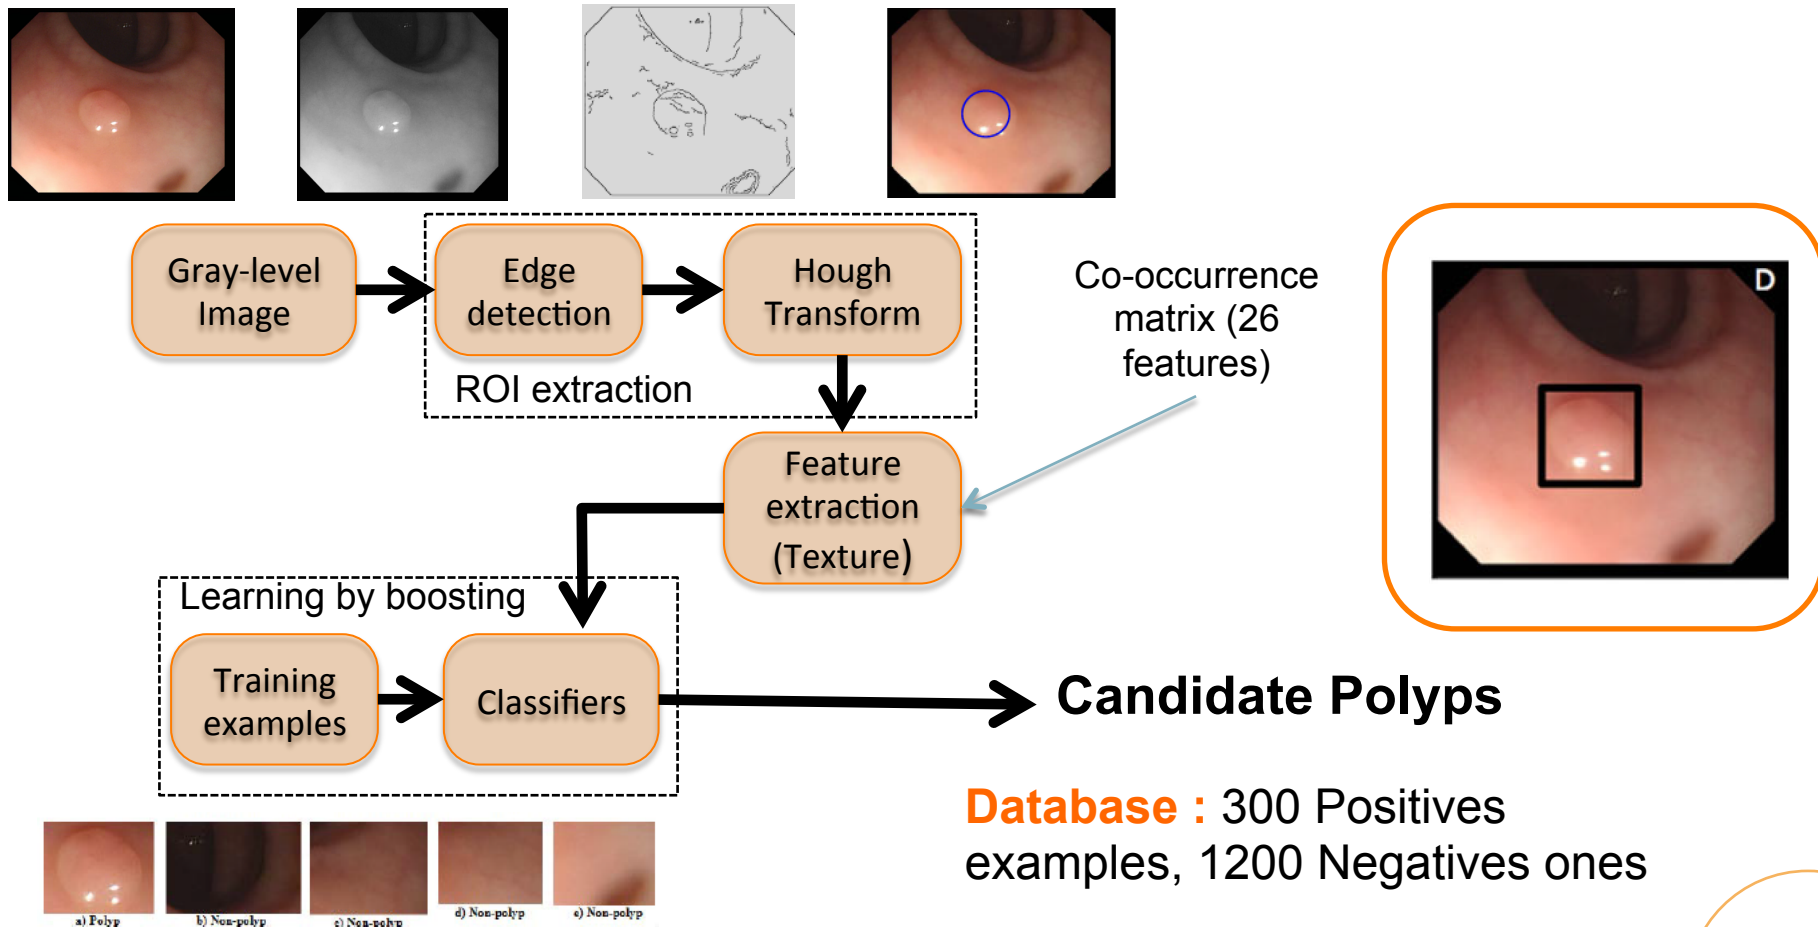 Gray-level
Image
Edge
detection
Hough
Transform
ROI extraction
Co-occurrence
matrix (26
features)
D
Feature
extraction
(Texture)
Learning by boosting
Training
examples
Classifiers
Candidate Polyps
Database : 300 Positives
examples, 1200 Negatives ones
a) Polyp
b) Non-polyp
c) Non-polyp
d) Non-polyp
e) Non-polyp